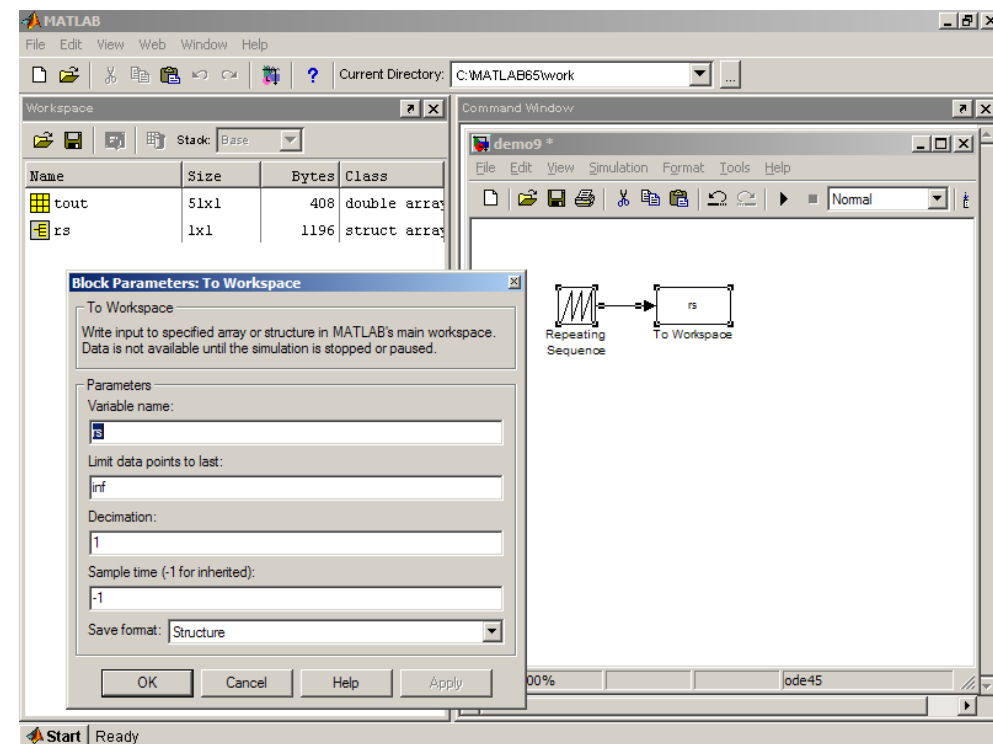 MATLAB
File Edit View Web Window Help
? Current Directory: C:\MATLAB65\work ...
Workspace
Stack: Base
Name Size Bytes Class
tout 51x1 408 double array
rs 1x1 1196 struct array
Command Window
demo9 *
File Edit View Simulation Format Tools Help
Normal
rs
Repeating
Sequence
To Workspace
00%
ode45
Block Parameters: To Workspace
To Workspace
Write input to specified array or structure in MATLAB's main workspace.
Data is not available until the simulation is stopped or paused.
Parameters
Variable name:
rs
Limit data points to last:
inf
Decimation:
1
Sample time (-1 for inherited):
-1
Save format: Structure
OK Cancel Help Apply
Start Ready